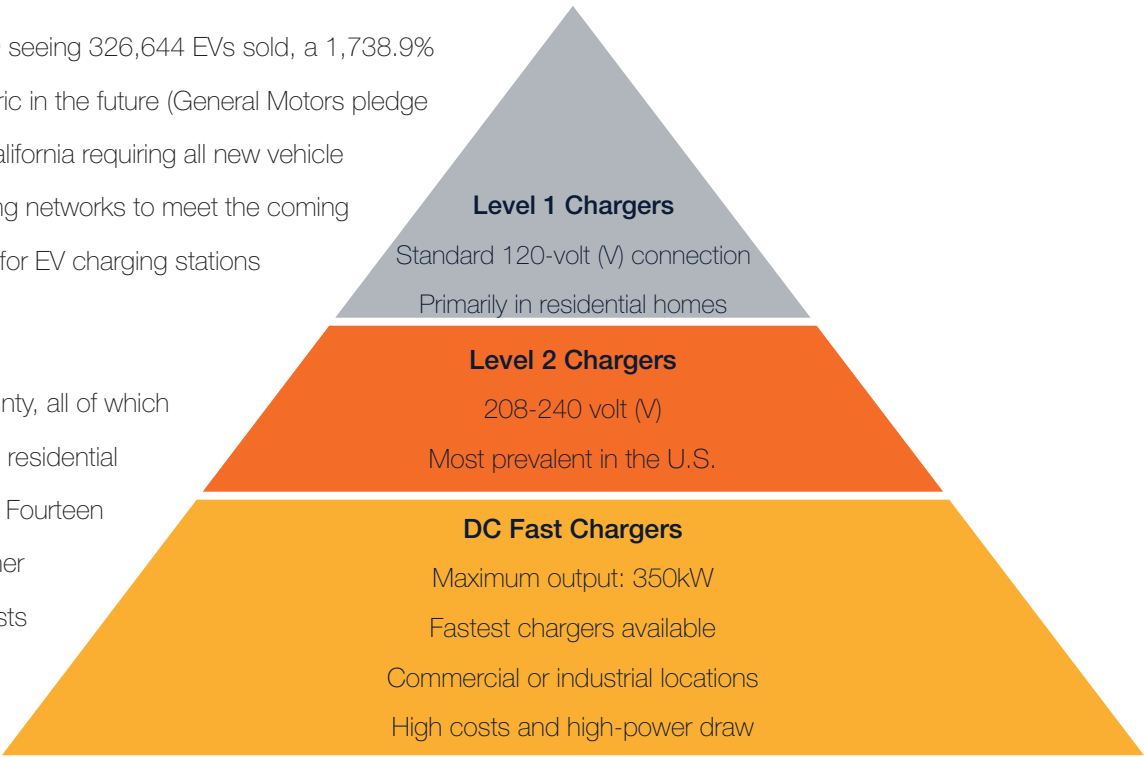 seeing 326,644 EVs sold, a 1,738.9%
ric in the future (General Motors pledge
alifornia requiring all new vehicle
ng networks to meet the coming
for EV charging stations
nty, all of which
residential
Fourteen
ner
sts
Level 1 Chargers
Standard 120-volt (V) connection
Primarily in residential homes
Level 2 Chargers
208-240 volt (V)
Most prevalent in the U.S.
DC Fast Chargers
Maximum output: 350kW
Fastest chargers available
Commercial or industrial locations
High costs and high-power draw